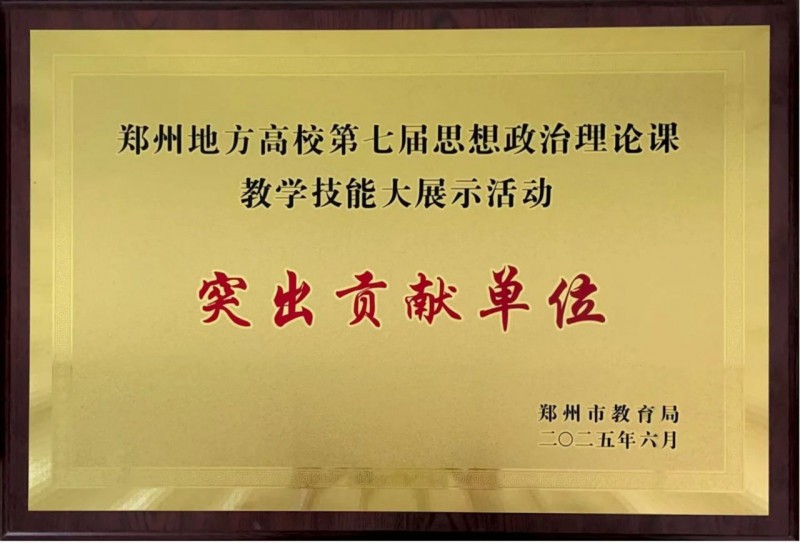 郑州地方高校第七届思想政治理论课
教学技能大展示活动
突出贡献单位
郑州市教育局
二〇二五年六月